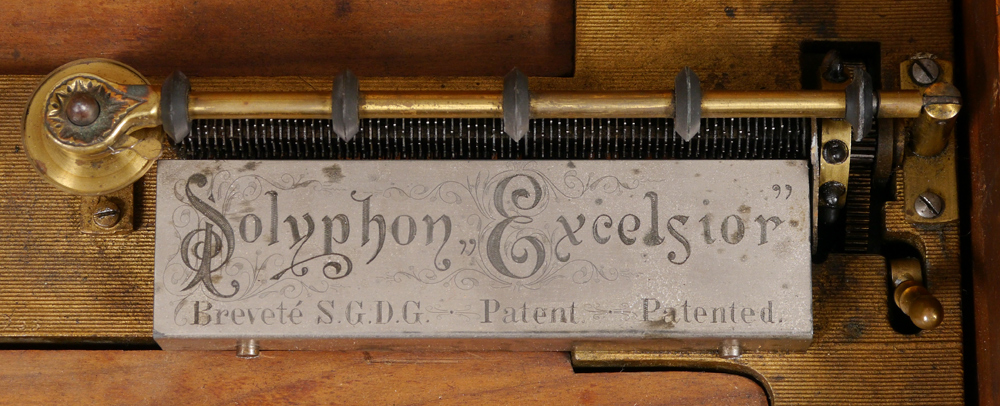 Solyphon „Excelsior”
Breveté S.G.D.G. - Patent - Patented.